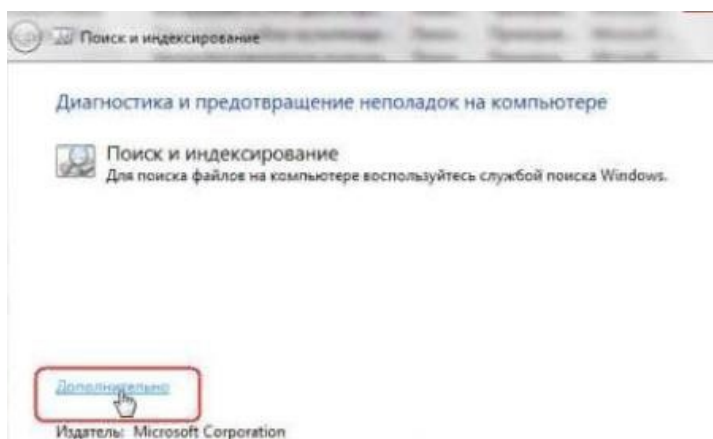 Поиск и индексирование
Диагностика и предотвращение неполадок на компьютере
Поиск и индексирование
Для поиска файлов на компьютере воспользуйтесь службой поиска Windows.
Дополнительно
Издатель: Microsoft Corporation